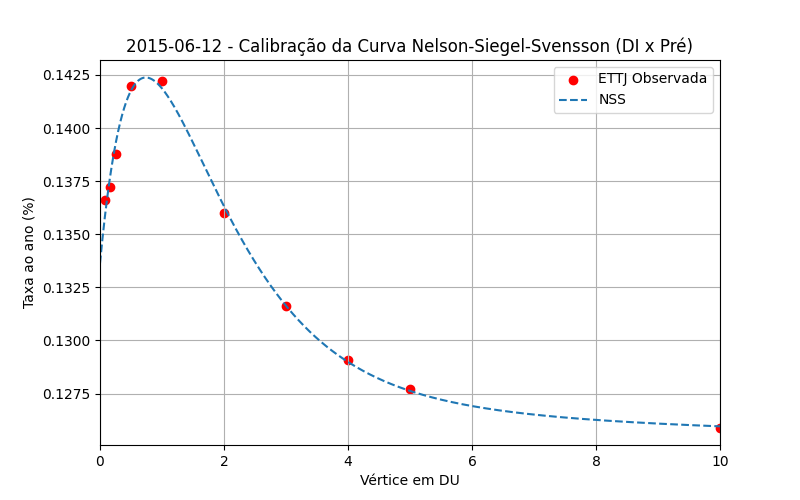 2015-06-12 - Calibração da Curva Nelson-Siegel-Svensson (DI x Pré)
ETTJ Observada
NSS
Taxa ao ano (%)
0.1425
0.1400
0.1375
0.1350
0.1325
0.1300
0.1275
0 2 4 6 8 10
Vértice em DU